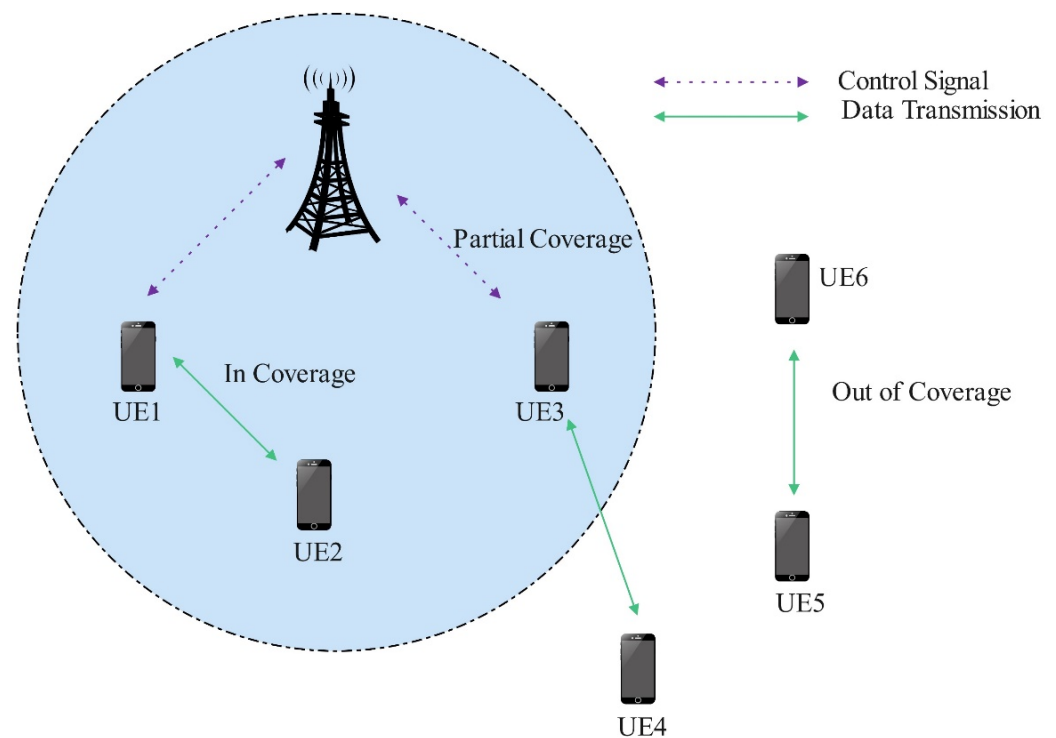 Control Signal
Data Transmission
Partial Coverage
UE6
In Coverage
Out of Coverage
UE1
UE3
UE2
UE5
UE4